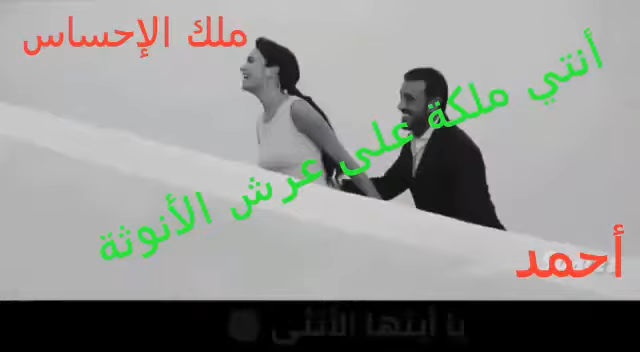 ملك الإحساس
أنتي ملكة على عرش الأنوثة
أحمد
يا أيتها الأنثى